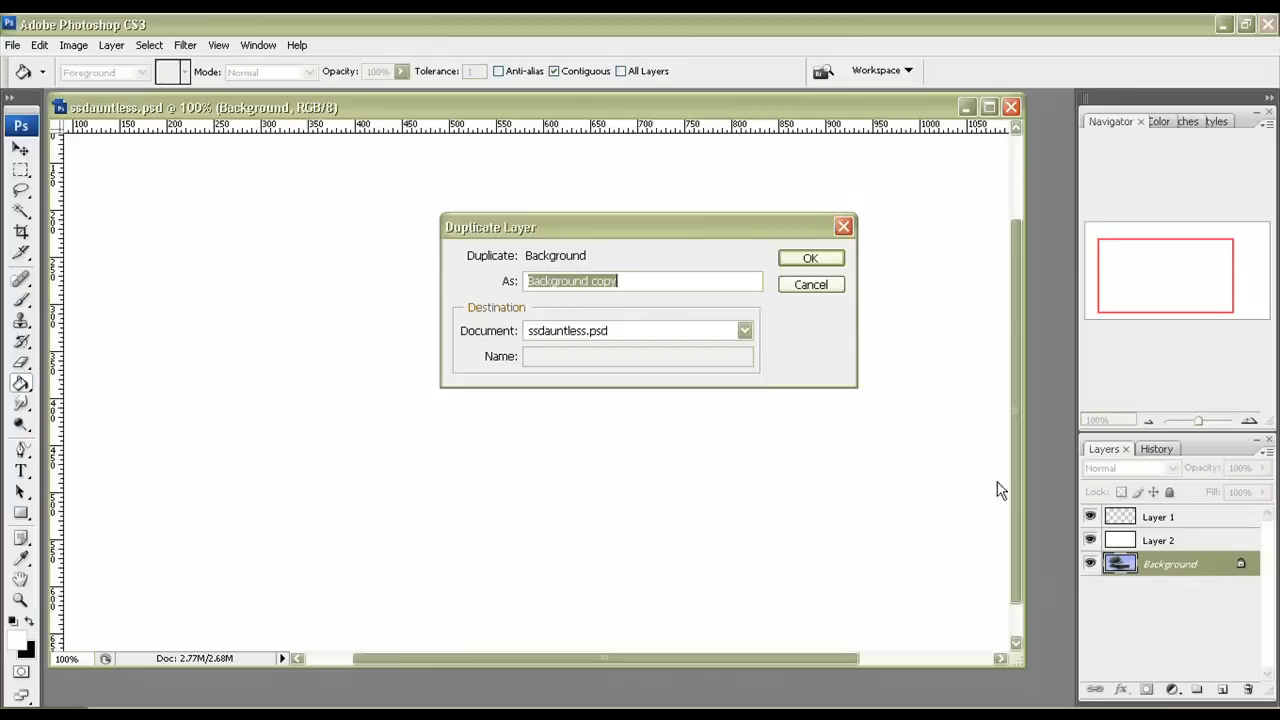 Ps Adobe Photoshop CS3
File Edit Image Layer Select Filter View Window Help
Foreground Mode: Normal Opacity: 100% Tolerance: 1 Anti-alias Contiguous All Layers Workspace
ssdauntless.psd @ 100% (Background, RGB/8)
100 150 200 250 300 350 400 450 500 550 600 650 700 750 800 850 900 950 1000 1050
Ps
Navigator Color ches tyles
Duplicate Layer
Duplicate: Background
OK
As: Background copy
Cancel
Destination
Document: ssdauntless.psd
Name:
100%
Layers History
Normal Opacity: 100%
Lock: Fill: 100%
Layer 1
Layer 2
Background
T
100% Doc: 2.77M/2.68M